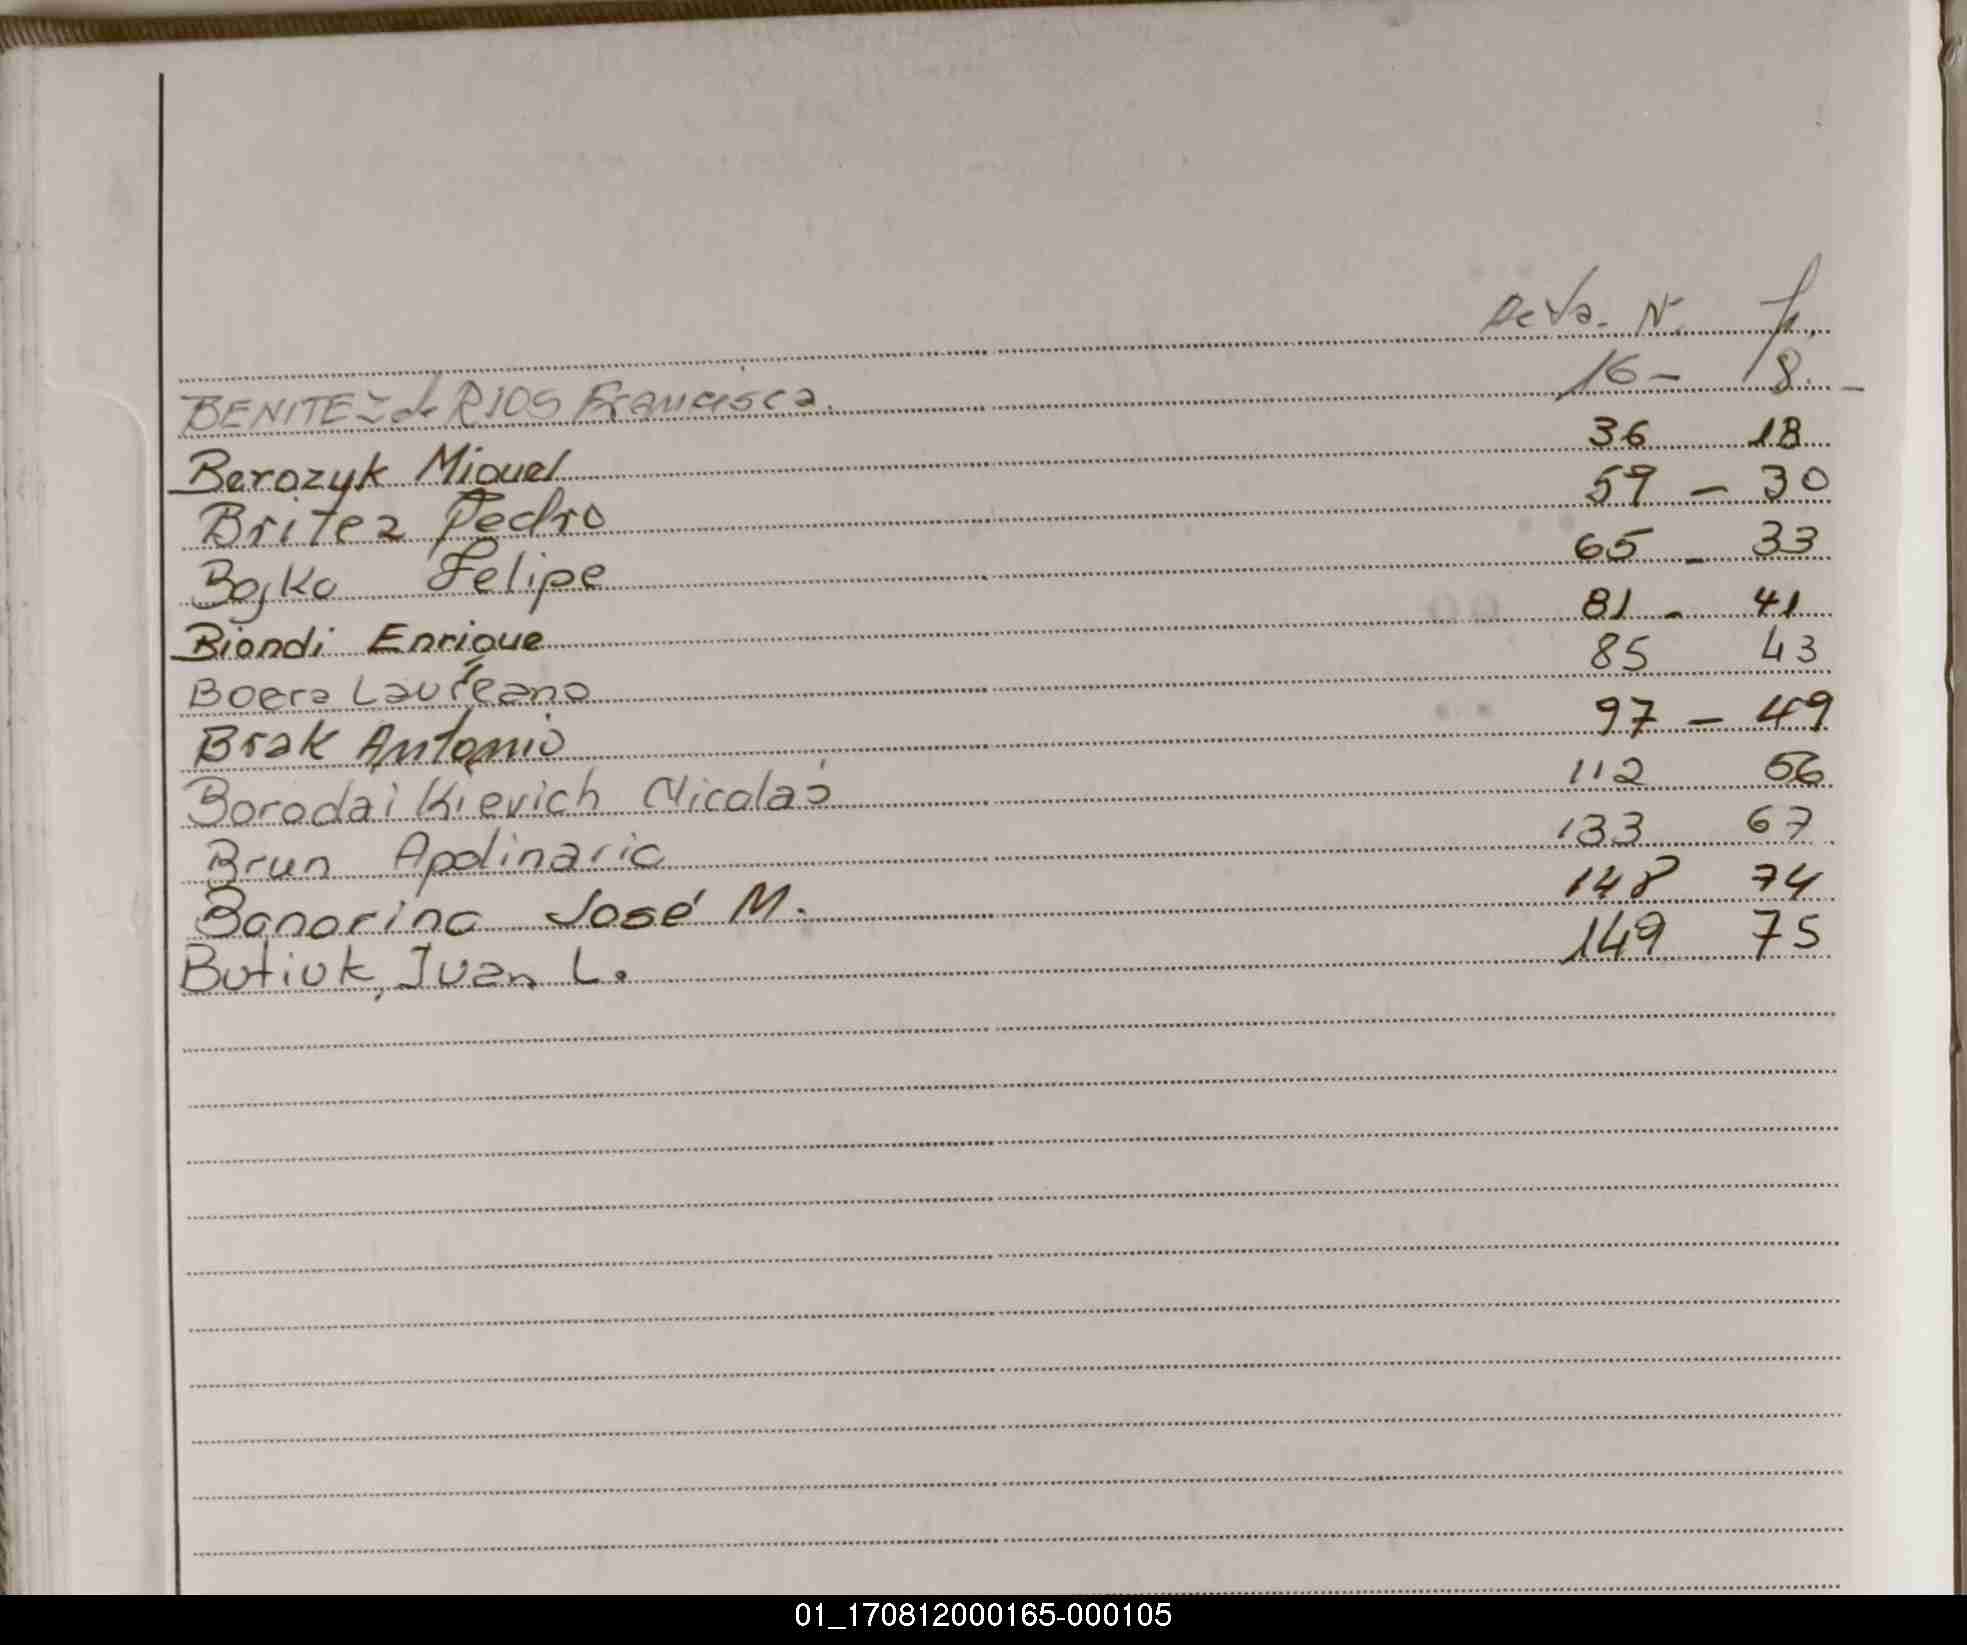 Acta. N. f.
BENITEZ de RIOS Francisca. 16 - 8. -
Berozyk Miguel 36 18
Britez Pedro 59 - 30
Bojko Felipe 65 - 33
Biondi Enrique 81 - 41
Boera Laureano 85 43
Brak Antonio 97 - 49
Borodai Kievich Nicolás 112 56
Brun Apolinario 133 67
Banorino José M. 148 74
Butiuk, Juan L. 149 75
01_170812000165-000105